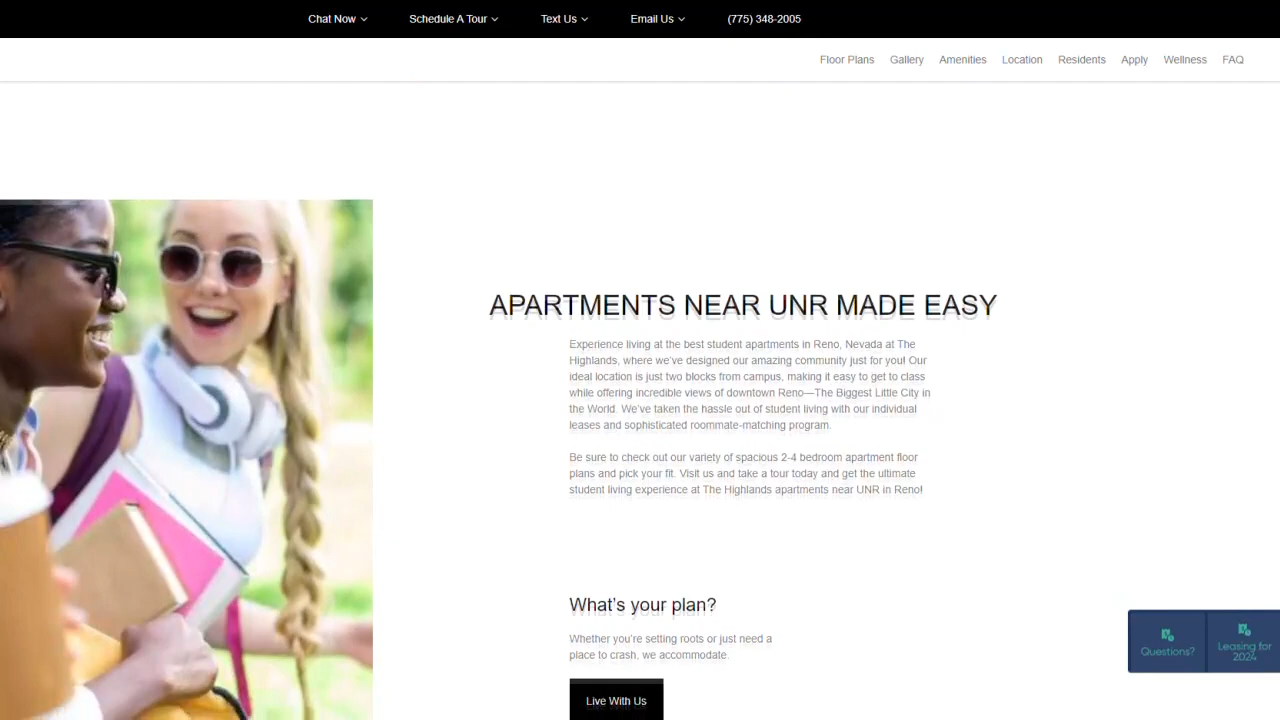 Chat Now
Schedule A Tour
Text Us
Email Us
(775) 348-2005
Floor Plans
Gallery
Amenities
Location
Residents
Apply
Wellness
FAQ
APARTMENTS NEAR UNR MADE EASY
Experience living at the best student apartments in Reno, Nevada at The
Highlands, where we've designed our amazing community just for you! Our
ideal location is just two blocks from campus, making it easy to get to class
while offering incredible views of downtown Reno—The Biggest Little City in
the World. We've taken the hassle out of student living with our individual
leases and sophisticated roommate-matching program.
Be sure to check out our variety of spacious 2-4 bedroom apartment floor
plans and pick your fit. Visit us and take a tour today and get the ultimate
student living experience at The Highlands apartments near UNR in Reno!
What's your plan?
Whether you're setting roots or just need a
place to crash, we accommodate.
Live With Us
Questions?
Leasing for
2024